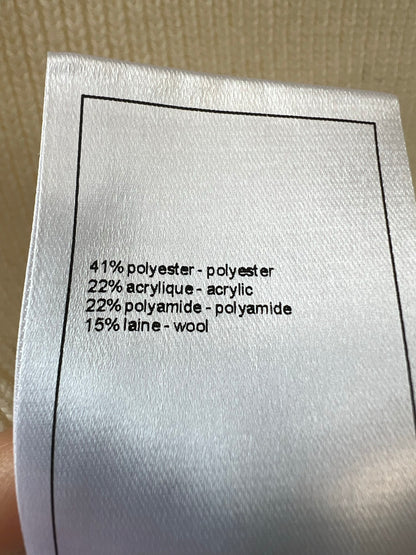 41% polyester - polyester
22% acrylique - acrylic
22% polyamide - polyamide
15% laine - wool